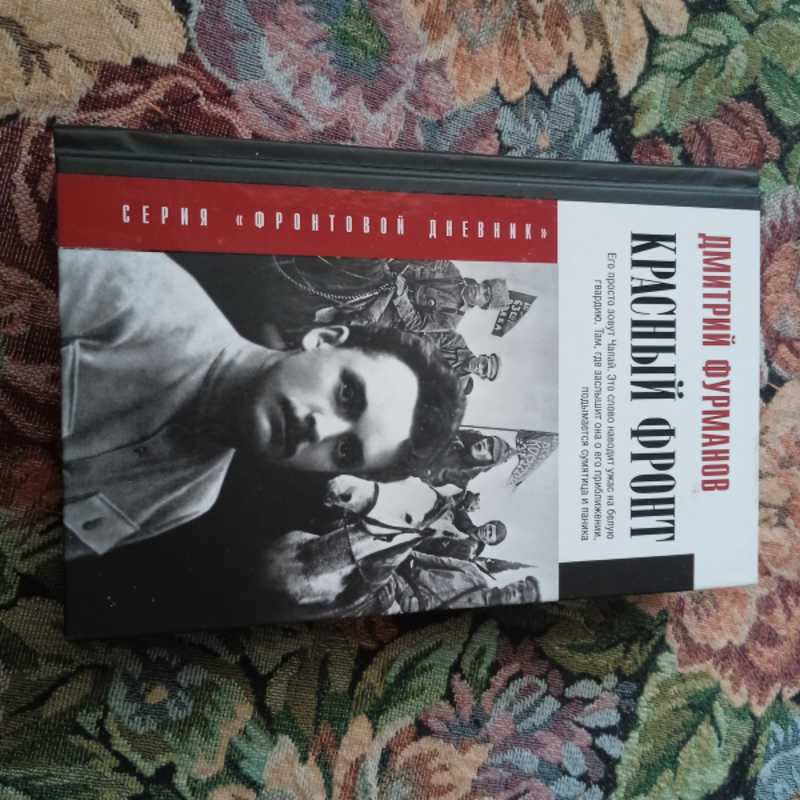 ДМИТРИЙ ФУРМАНОВ
КРАСНЫЙ ФРОНТ
Его просто зовут Чапай. Это слово наводит ужас на белую
гвардию. Там, где заслышит она о его приближении,
подымается сумятица и паника
СЕРИЯ «ФРОНТОВОЙ ДНЕВНИК»